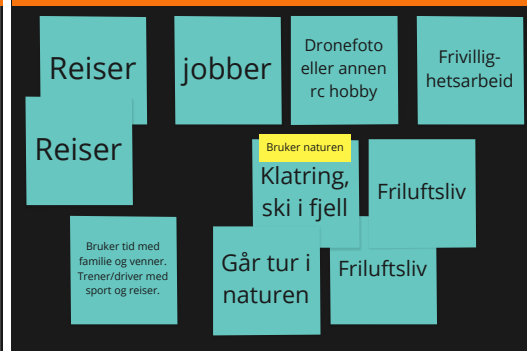 Reiser
jobber
Dronefoto
eller annen
rc hobby
Frivillig-
hetsarbeid
Reiser
Bruker naturen
Klatring,
ski i fjell
Friluftsliv
Bruker tid med
familie og venner.
Trener/driver med
sport og reiser.
Går tur i
naturen
Friluftsliv